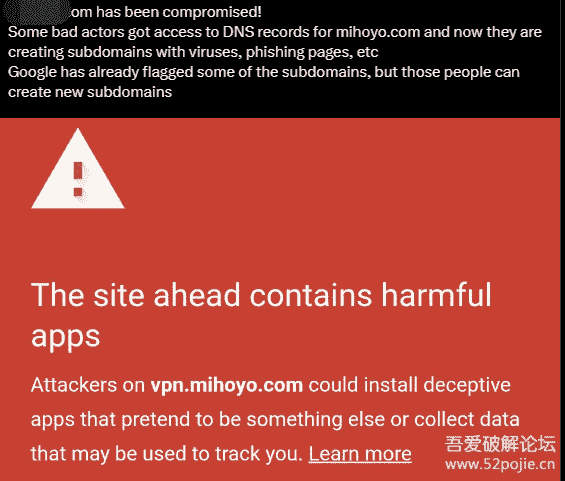 om has been compromised!
Some bad actors got access to DNS records for mihoyo.com and now they are
creating subdomains with viruses, phishing pages, etc
Google has already flagged some of the subdomains, but those people can
create new subdomains
The site ahead contains harmful
apps
Attackers on vpn.mihoyo.com could install deceptive
apps that pretend to be something else or collect data
that may be used to track you. Learn more
吾爱破解论坛
www.52pojie.cn